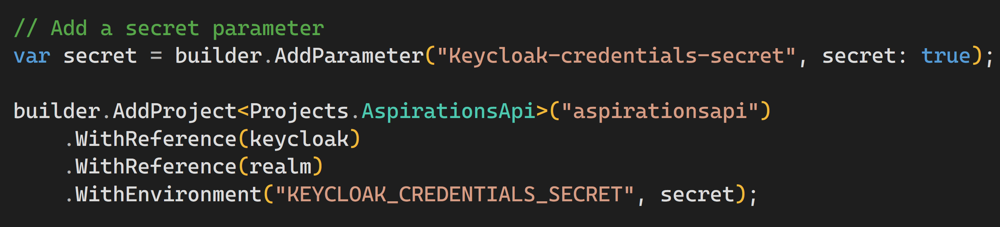 // Add a secret parameter
var secret = builder.AddParameter("Keycloak-credentials-secret", secret: true);
builder.AddProject<Projects.AspirationsApi>("aspirationsapi")
    .WithReference(keycloak)
    .WithReference(realm)
    .WithEnvironment("KEYCLOAK_CREDENTIALS_SECRET", secret);